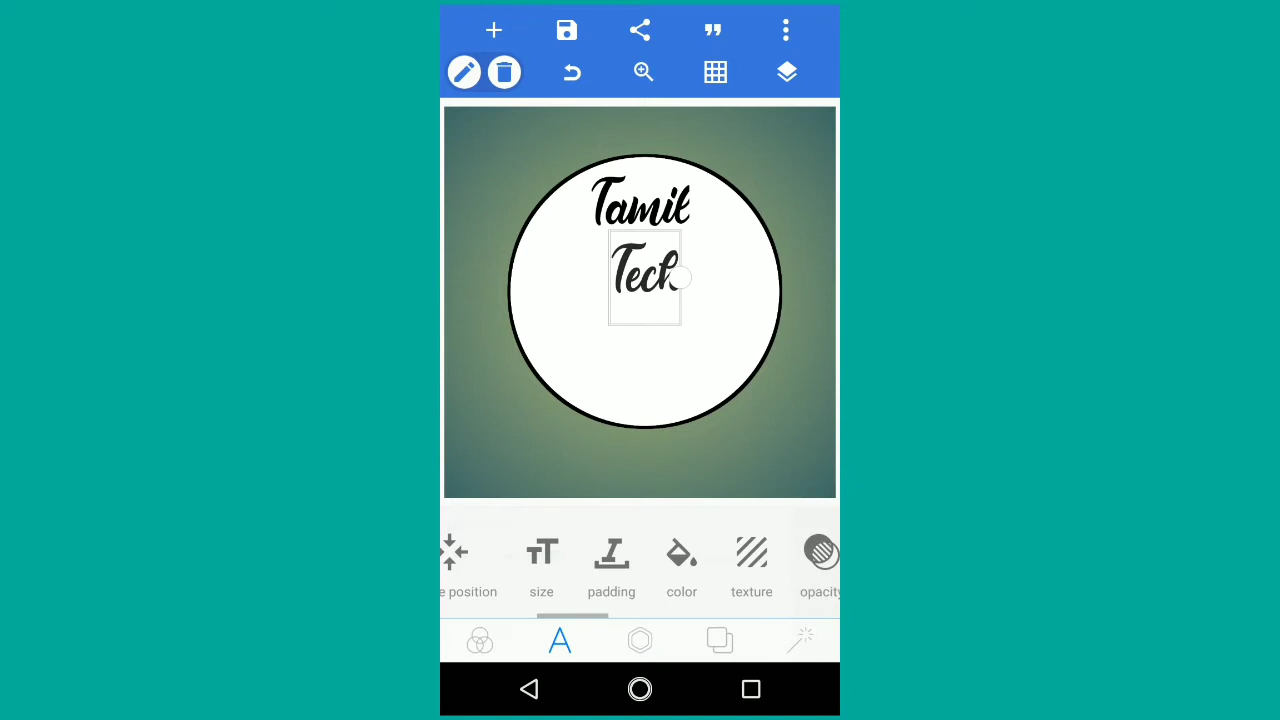 Tamil
Tech
e position
size
padding
color
texture
opacity